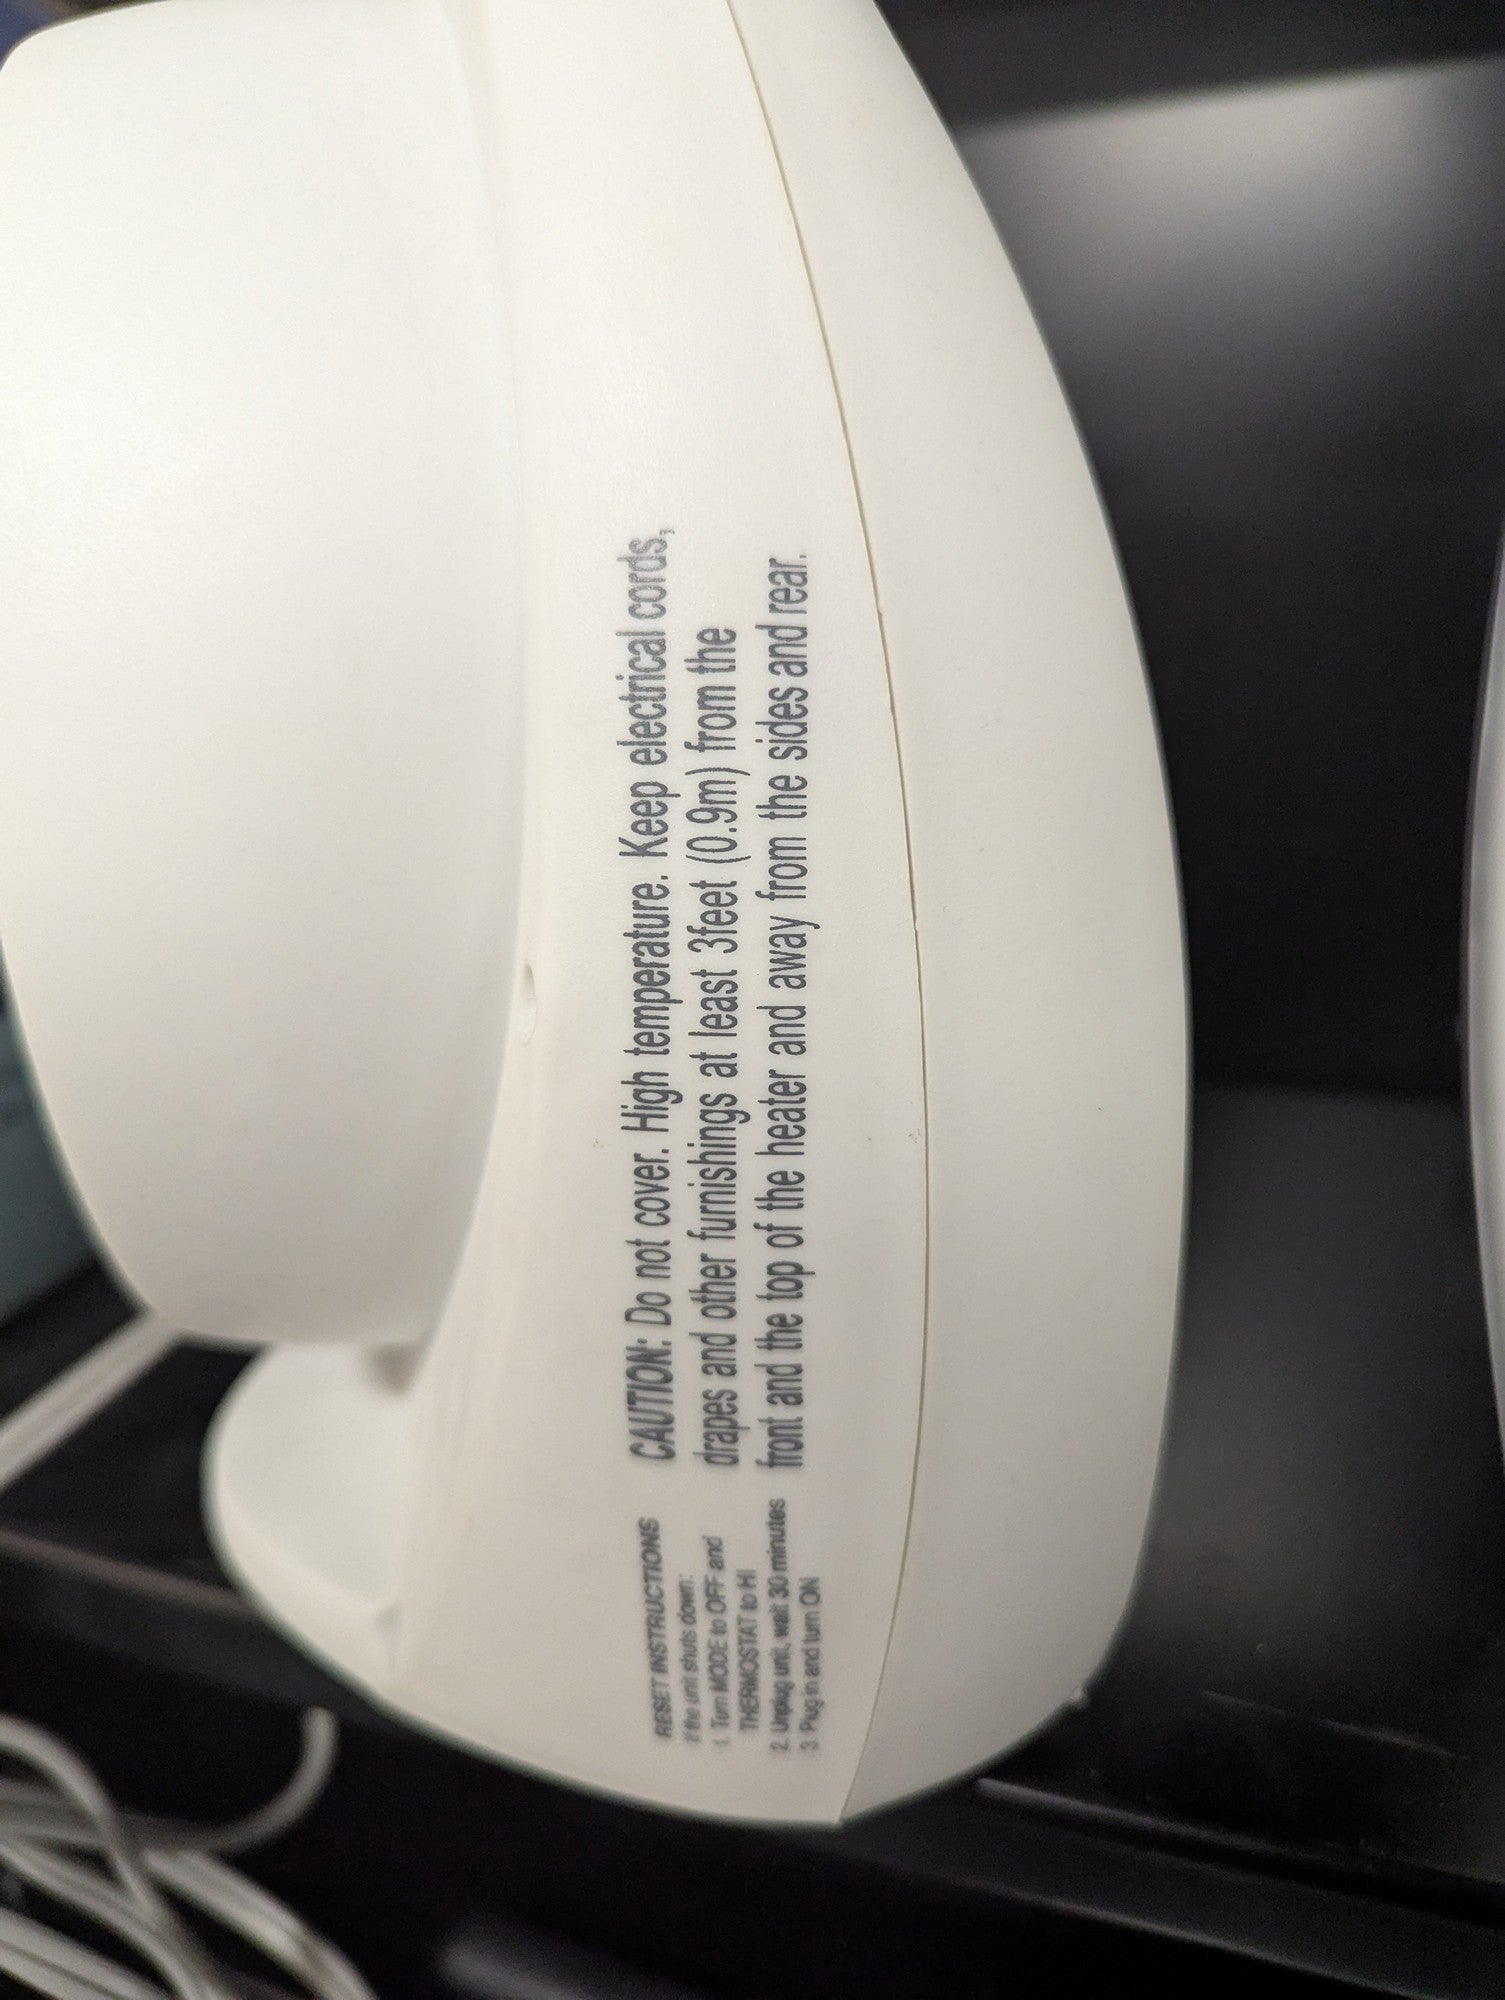 CAUTION: Do not cover. High temperature. Keep electrical cords,
drapes and other furnishings at least 3feet (0.9m) from the
front and the top of the heater and away from the sides and rear.
RESET INSTRUCTIONS
If the unit shuts down:
1. Turn MODE to OFF and
THERMOSTAT to HI
2. Unplug unit, wait 30 minutes
3. Plug in and turn ON